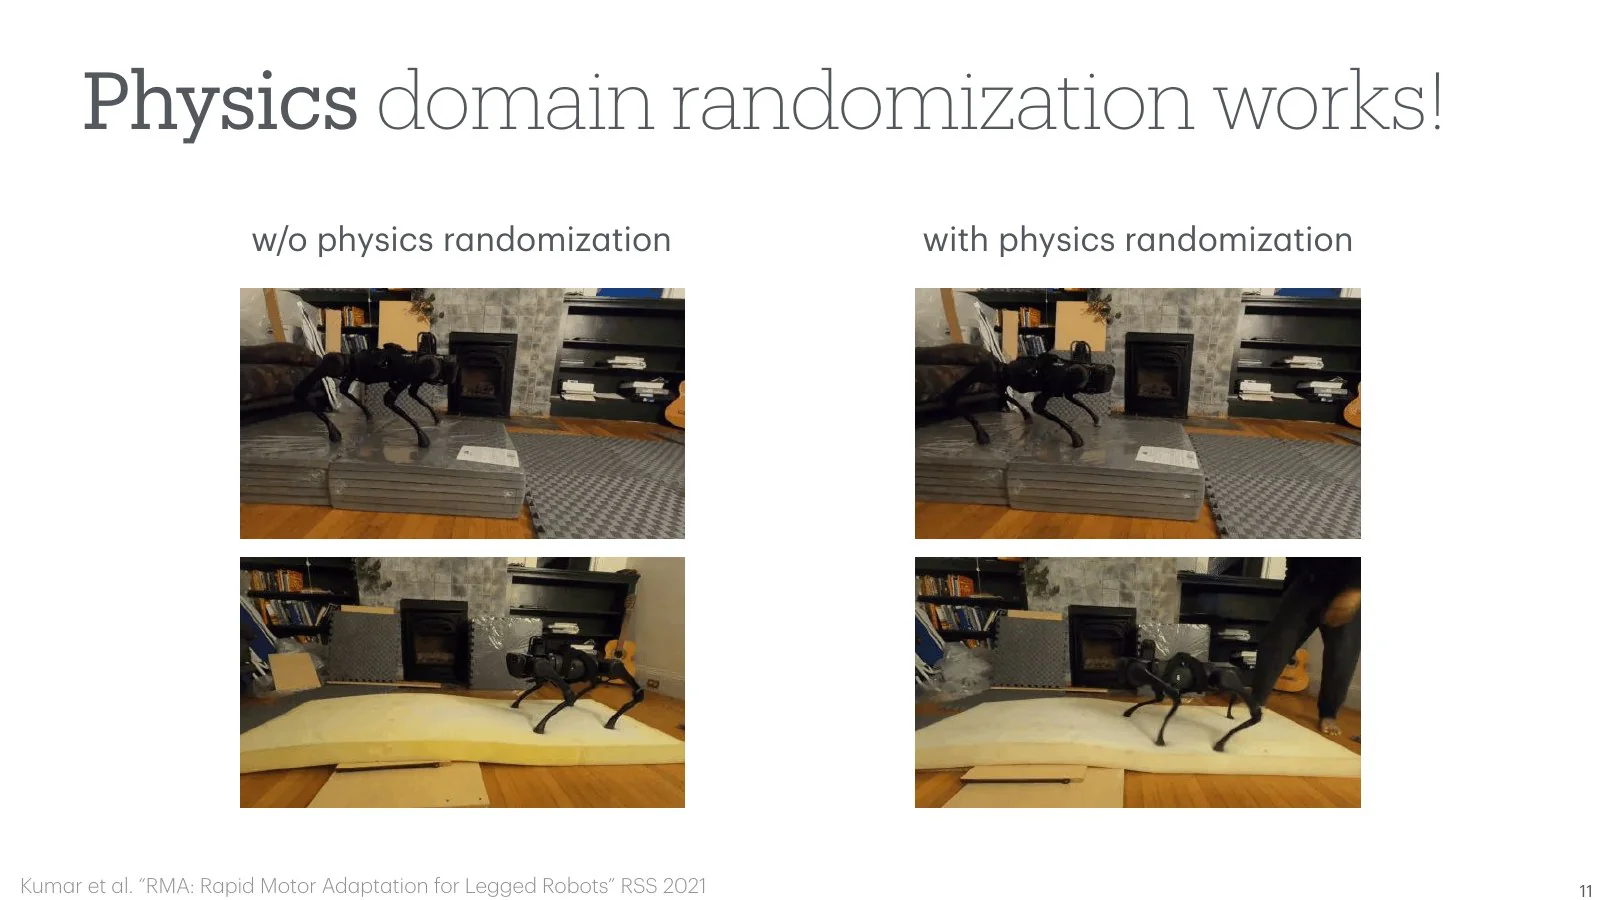 Physics domain randomization works!
w/o physics randomization
with physics randomization
Kumar et al. “RMA: Rapid Motor Adaptation for Legged Robots” RSS 2021
11